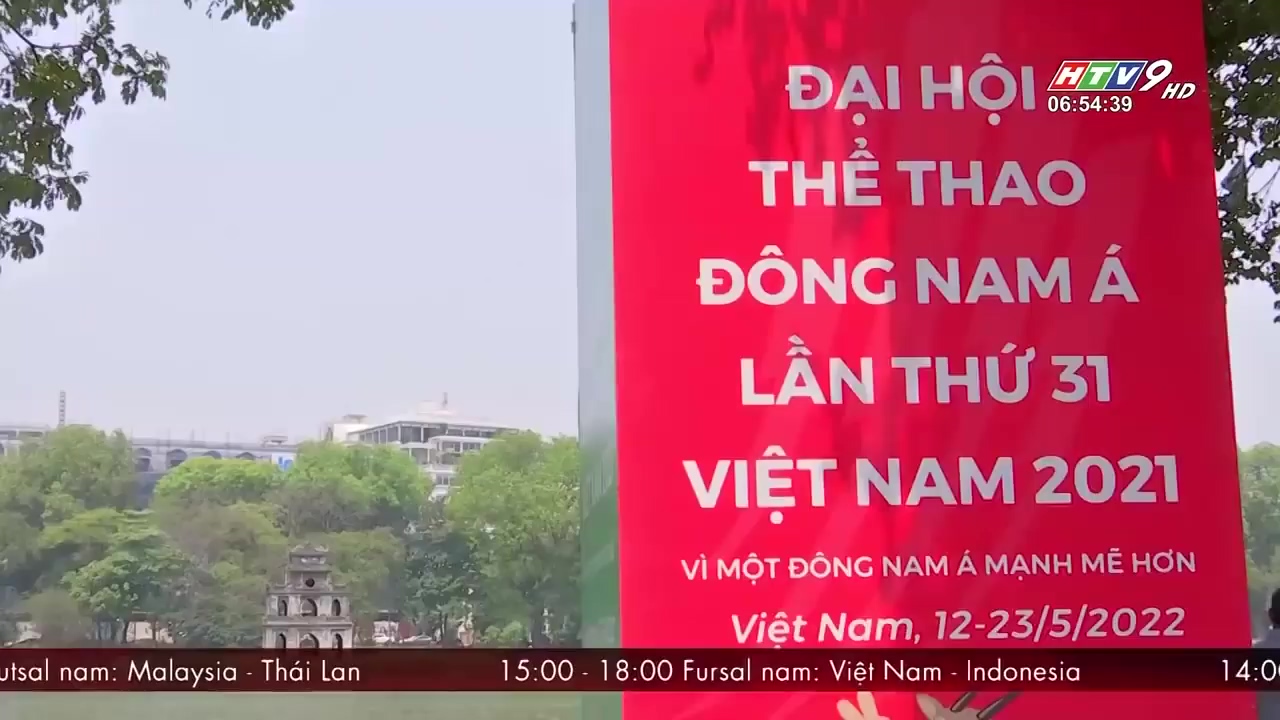 ĐẠI HỘI
HTV9 HD
06:54:39
THỂ THAO
ĐÔNG NAM Á
LẦN THỨ 31
VIỆT NAM 2021
VÌ MỘT ĐÔNG NAM Á MẠNH MẼ HƠN
Việt Nam, 12-23/5/2022
utsal nam: Malaysia - Thái Lan 15:00 - 18:00 Fursal nam: Việt Nam - Indonesia 14:0